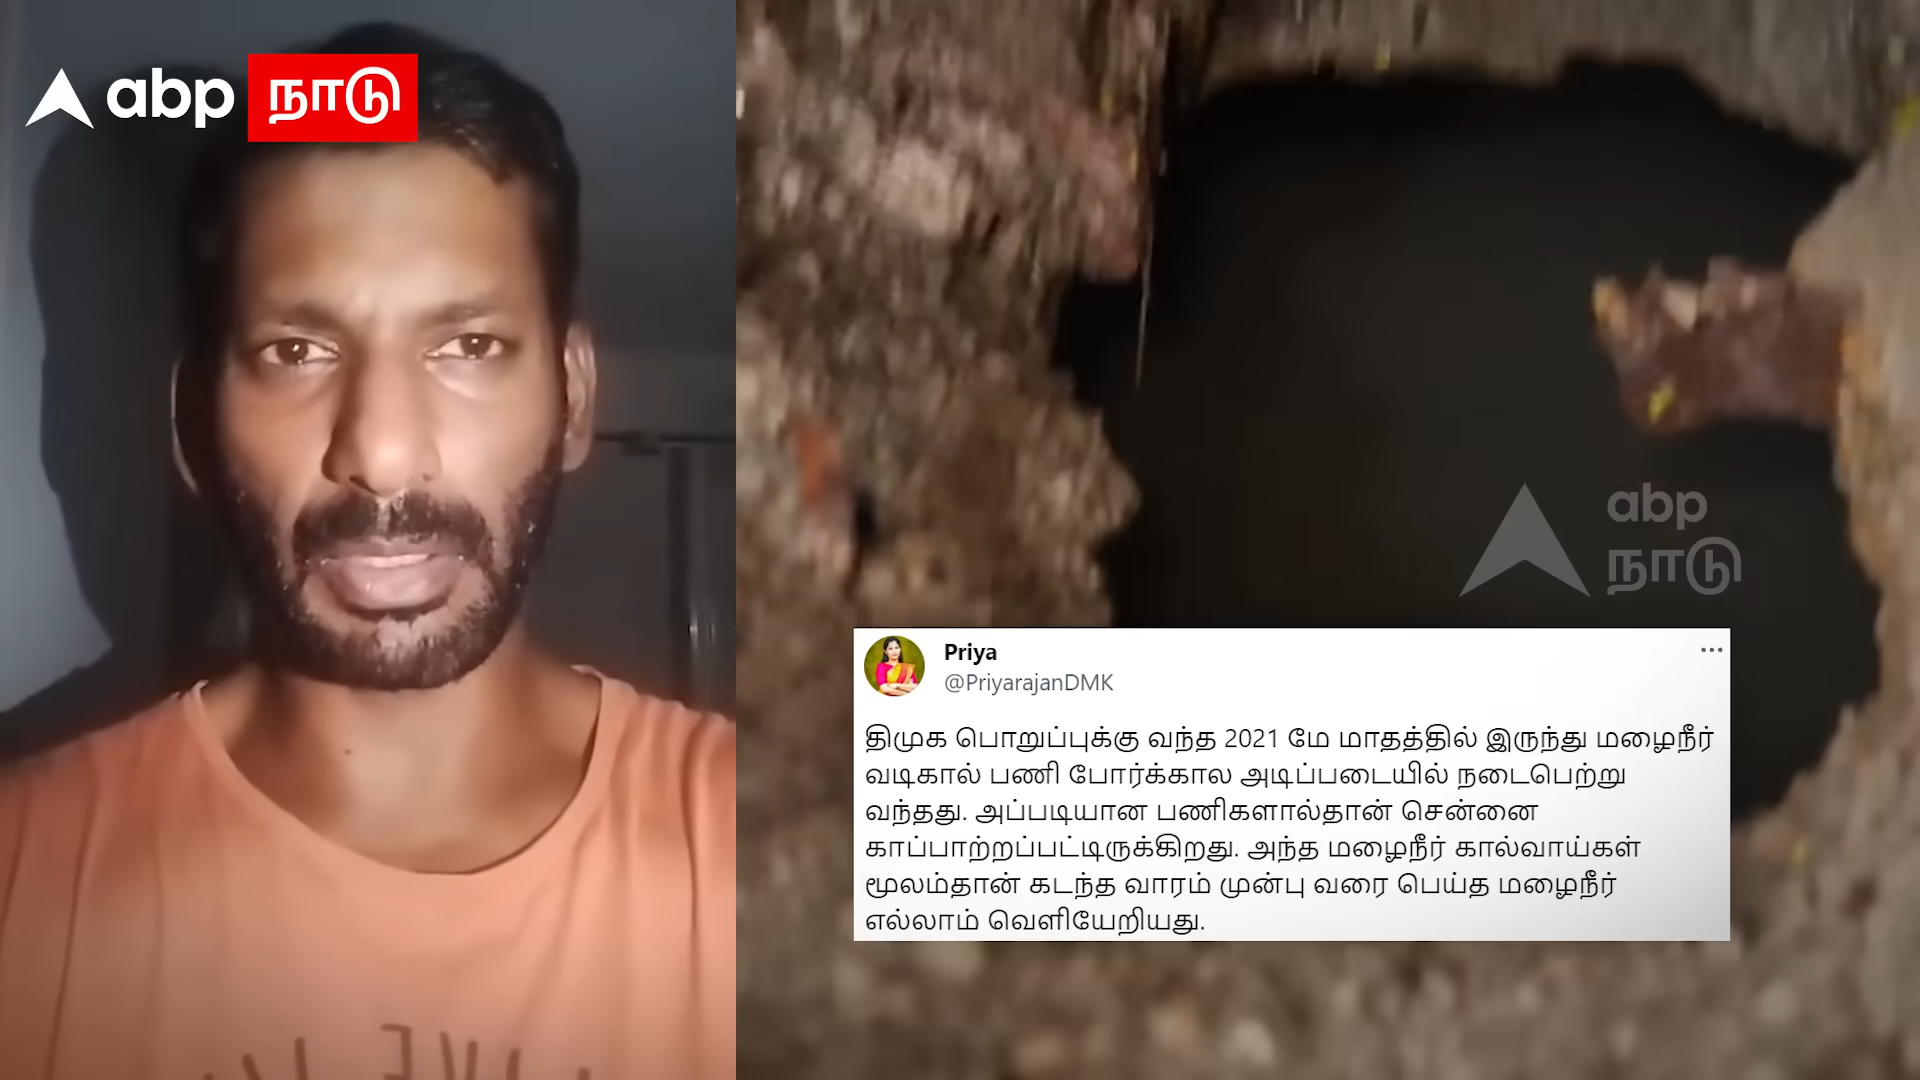 abp நாடு
abp
நாடு
Priya
@PriyarajanDMK
திமுக பொறுப்புக்கு வந்த 2021 மே மாதத்தில் இருந்து மழைநீர்
வடிகால் பணி போர்க்கால அடிப்படையில் நடைபெற்று
வந்தது. அப்படியான பணிகளால்தான் சென்னை
காப்பாற்றப்பட்டிருக்கிறது. அந்த மழைநீர் கால்வாய்கள்
மூலம்தான் கடந்த வாரம் முன்பு வரை பெய்த மழைநீர்
எல்லாம் வெளியேறியது.